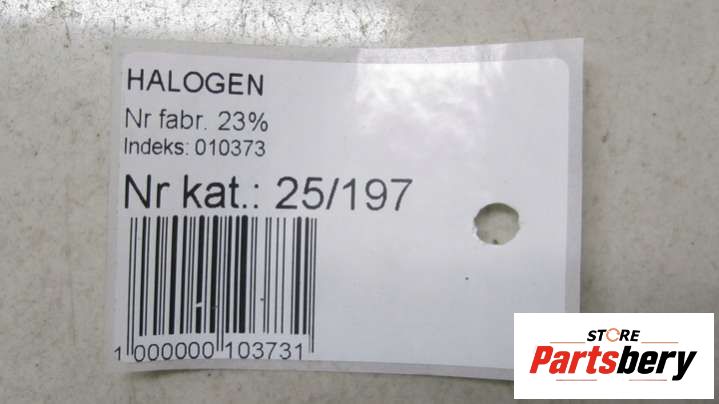 HALOGEN
Nr fabr. 23%
Indeks: 010373
Nr kat.: 25/197
1 000000 103731
STORE
Partsbery